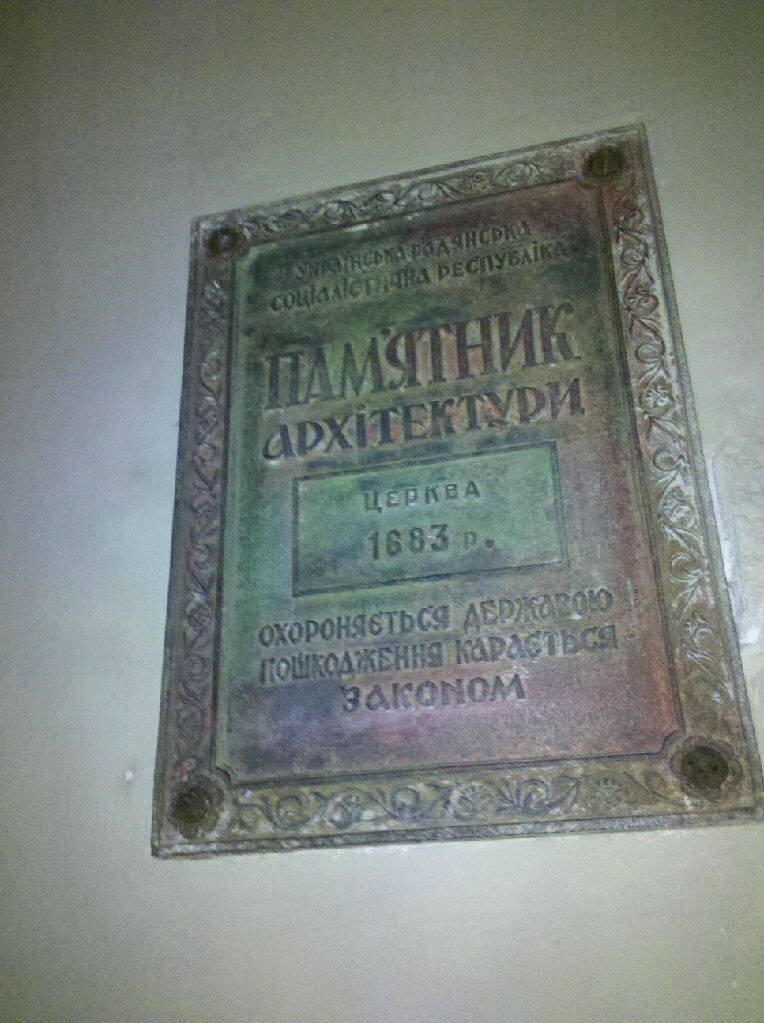 УКРАЇНСЬКА РАДЯНСЬКА
СОЦІАЛІСТИЧНА РЕСПУБЛІКА
ПАМ'ЯТНИК
АРХІТЕКТУРИ
ЦЕРКВА
1683 р.
ОХОРОНЯЄТЬСЯ ДЕРЖАВОЮ
ПОШКОДЖЕННЯ КАРАЄТЬСЯ
ЗАКОНОМ